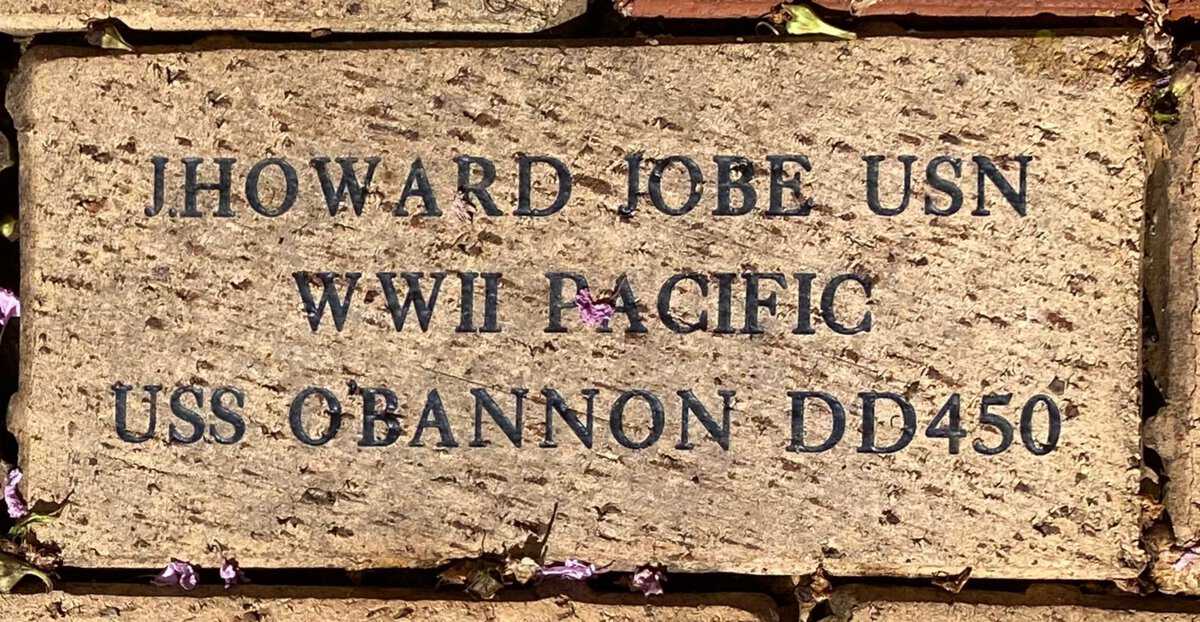 J.HOWARD JOBE USN
WWII PACIFIC
USS O'BANNON DD450